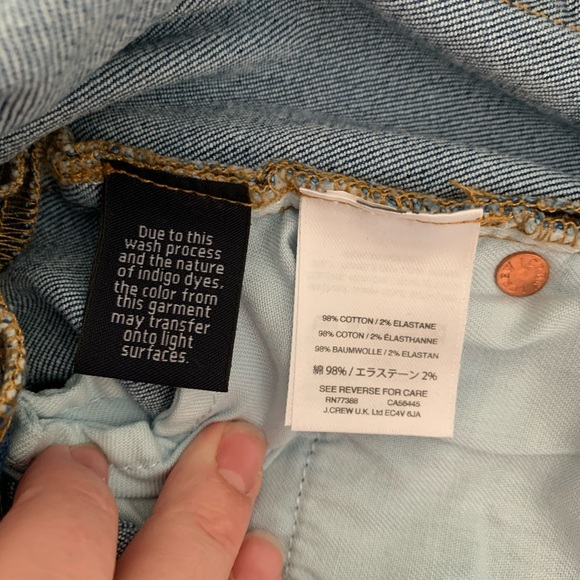 Due to this
wash process
and the nature
of indigo dyes,
the color from
this garment
may transfer
onto light
surfaces.
98% COTTON / 2% ELASTANE
98% COTON / 2% ÉLASTHANNE
98% BAUMWOLLE / 2% ELASTAN
綿 98% / エラステーン 2%
SEE REVERSE FOR CARE
RN77388 CA56445
J.CREW U.K. Ltd EC4V 6JA